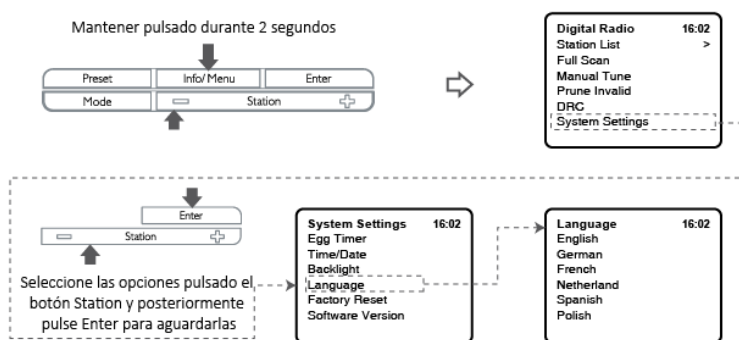 Mantener pulsado durante 2 segundos
Preset Info/Menu Enter
Mode Station
Digital Radio 16:02
Station List >
Full Scan
Manual Tune
Prune Invalid
DRC
System Settings
Enter
Station
Seleccione las opciones pulsado el
botón Station y posteriormente
pulse Enter para aguardarlas
System Settings 16:02
Egg Timer
Time/Date
Backlight
Language
Factory Reset
Software Version
Language 16:02
English
German
French
Netherland
Spanish
Polish